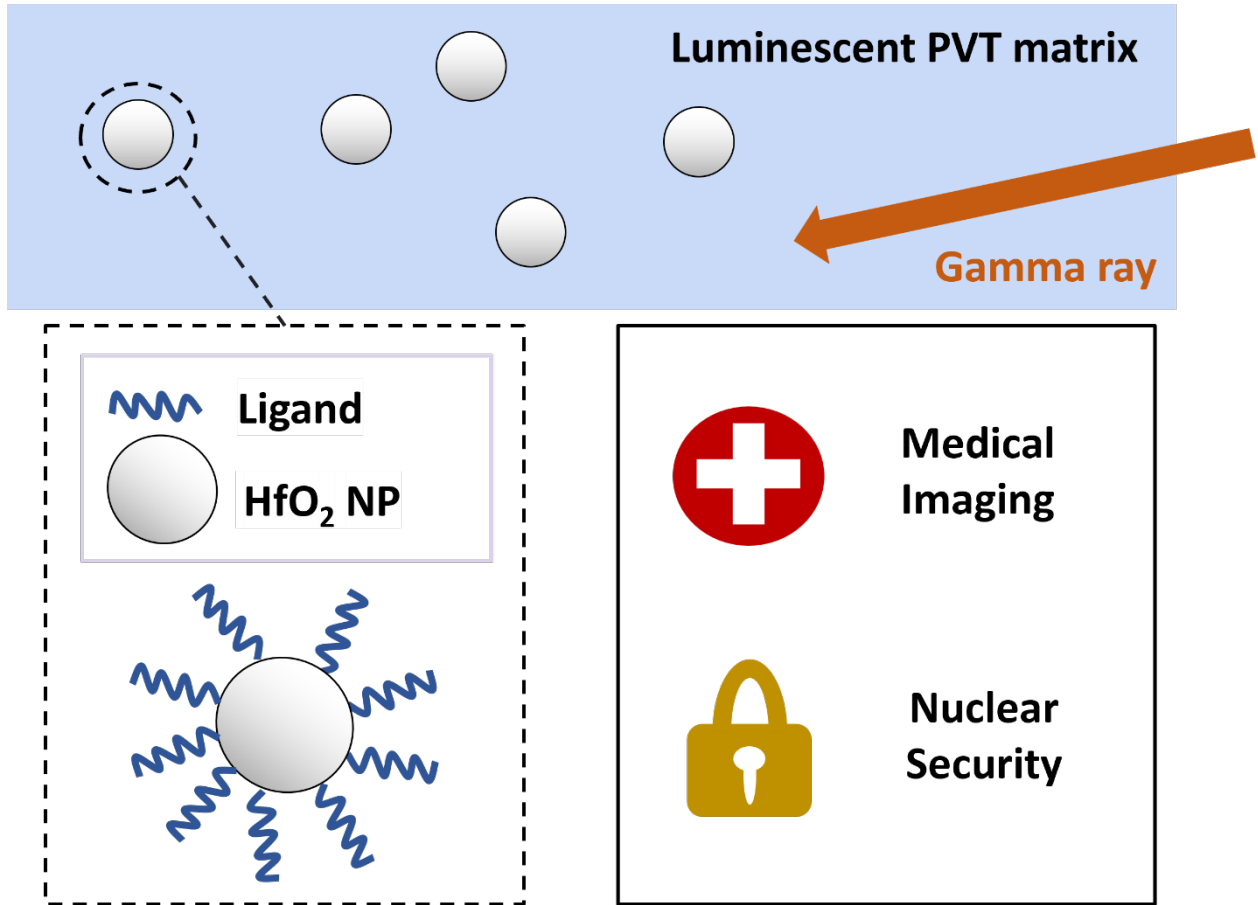 Luminescent PVT matrix
Gamma ray
Ligand
HfO₂ NP
Medical
Imaging
Nuclear
Security